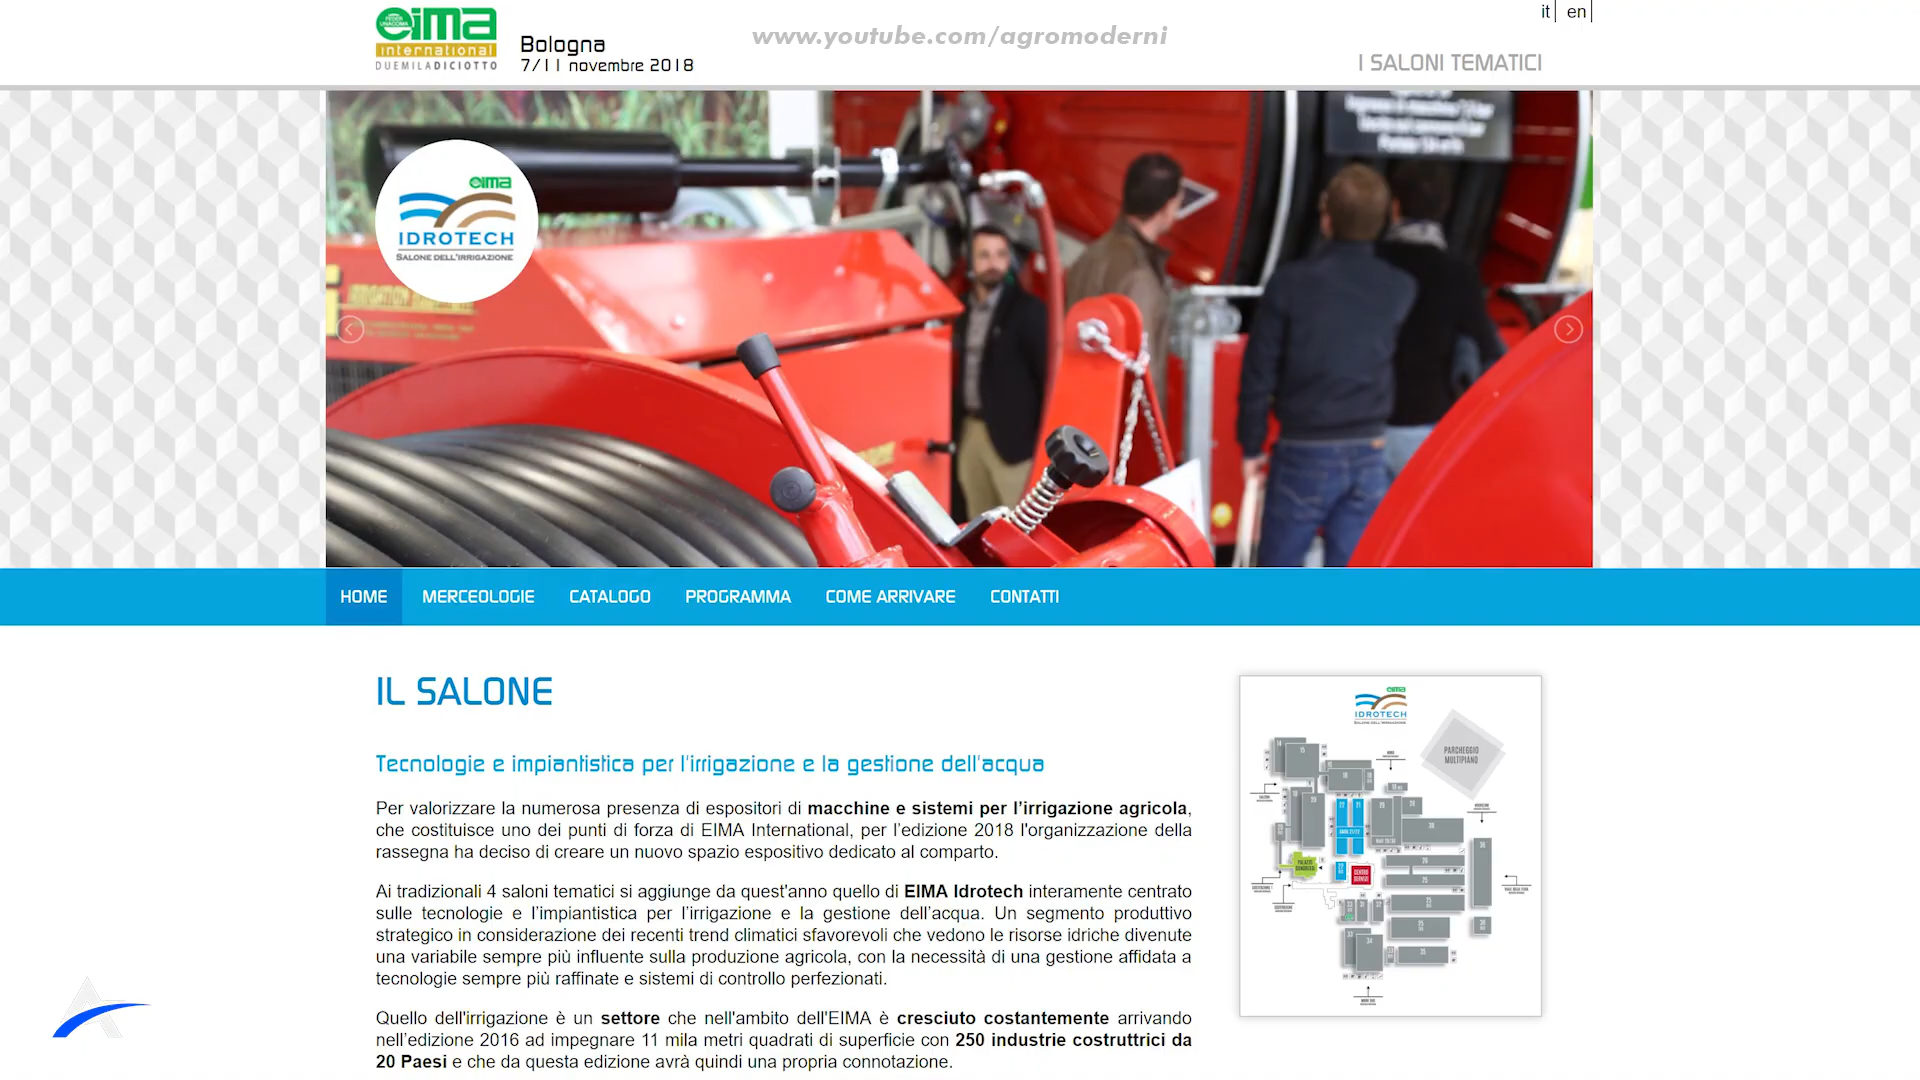 FEDER UNACOMA
eima
international
DUEMILADICIOTTO
Bologna
7/11 novembre 2018
www.youtube.com/agromoderni
it
en
I SALONI TEMATICI
eima
IDROTECH
SALONE DELL'IRRIGAZIONE
HOME
MERCEOLOGIE
CATALOGO
PROGRAMMA
COME ARRIVARE
CONTATTI
IL SALONE
Tecnologie e impiantistica per l'irrigazione e la gestione dell'acqua
Per valorizzare la numerosa presenza di espositori di macchine e sistemi per l’irrigazione agricola,
che costituisce uno dei punti di forza di EIMA International, per l’edizione 2018 l'organizzazione della
rassegna ha deciso di creare un nuovo spazio espositivo dedicato al comparto.
Ai tradizionali 4 saloni tematici si aggiunge da quest'anno quello di EIMA Idrotech interamente centrato
sulle tecnologie e l’impiantistica per l’irrigazione e la gestione dell’acqua. Un segmento produttivo
strategico in considerazione dei recenti trend climatici sfavorevoli che vedono le risorse idriche divenute
una variabile sempre più influente sulla produzione agricola, con la necessità di una gestione affidata a
tecnologie sempre più raffinate e sistemi di controllo perfezionati.
Quello dell'irrigazione è un settore che nell'ambito dell'EIMA è cresciuto costantemente arrivando
nell’edizione 2016 ad impegnare 11 mila metri quadrati di superficie con 250 industrie costruttrici da
20 Paesi e che da questa edizione avrà quindi una propria connotazione.
eima
IDROTECH
SALONE DELL'IRRIGAZIONE
PARCHEGGIO
MULTIPIANO
CENTRO
SERVIZI